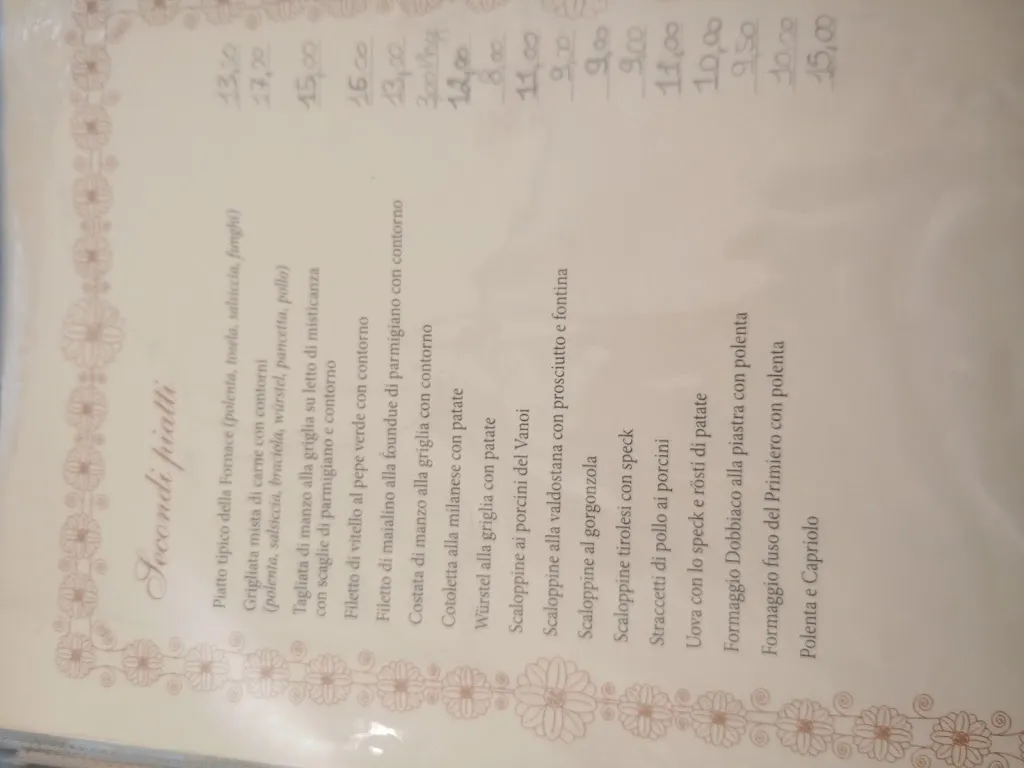 Secondi piatti
Piatto tipico della Fornace (polenta, tosela, salsiccia, funghi) 13,00
Grigliata mista di carne con contorni 17,00
(polenta, salsiccia, braciola, würstel, pancetta, pollo)
Tagliata di manzo alla griglia su letto di misticanza 15,00
con scaglie di parmigiano e contorno
Filetto di vitello al pepe verde con contorno 16,00
Filetto di maialino alla foundue di parmigiano con contorno 13,00
Costata di manzo alla griglia con contorno
Cotoletta alla milanese con patate 12,00
Würstel alla griglia con patate 8,00
Scaloppine ai porcini del Vanoi 11,00
Scaloppine alla valdostana con prosciutto e fontina 9,00
Scaloppine al gorgonzola 9,00
Scaloppine tirolesi con speck 9,00
Straccetti di pollo ai porcini 11,00
Uova con lo speck e rösti di patate 10,00
Formaggio Dobbiaco alla piastra con polenta 9,50
Formaggio fuso del Primiero con polenta 10,00
Polenta e Capriolo 15,00